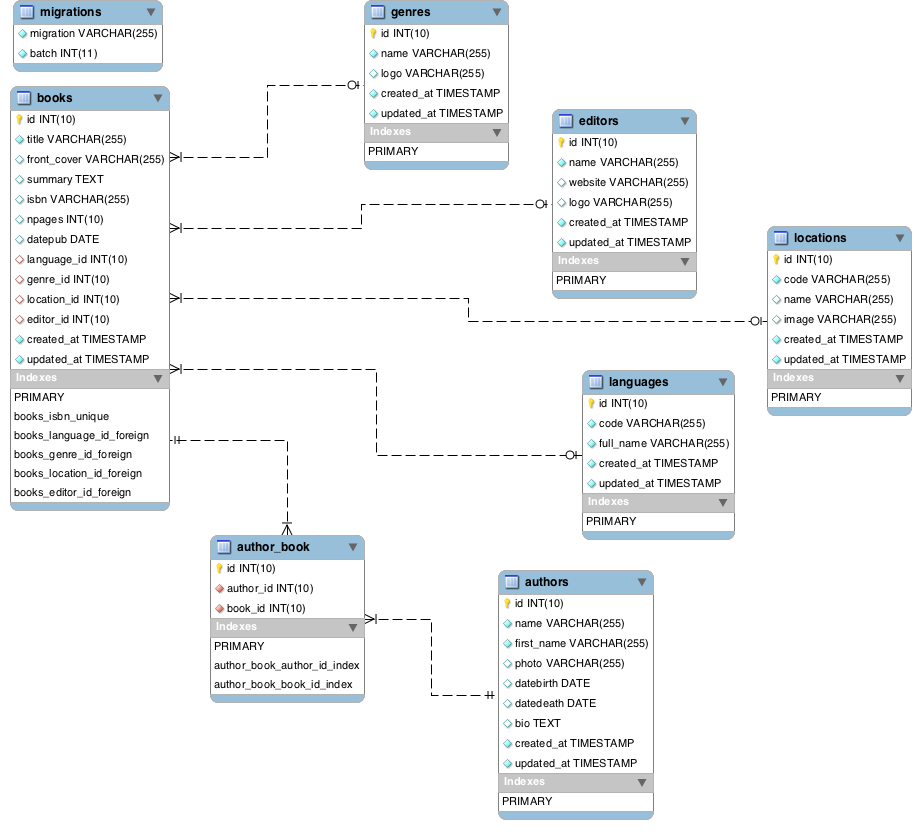 migrations
migration VARCHAR(255)
batch INT(11)
books
id INT(10)
title VARCHAR(255)
front_cover VARCHAR(255)
summary TEXT
isbn VARCHAR(255)
npages INT(10)
datepub DATE
language_id INT(10)
genre_id INT(10)
location_id INT(10)
editor_id INT(10)
created_at TIMESTAMP
updated_at TIMESTAMP
Indexes
PRIMARY
books_isbn_unique
books_language_id_foreign
books_genre_id_foreign
books_location_id_foreign
books_editor_id_foreign
genres
id INT(10)
name VARCHAR(255)
logo VARCHAR(255)
created_at TIMESTAMP
updated_at TIMESTAMP
Indexes
PRIMARY
editors
id INT(10)
name VARCHAR(255)
website VARCHAR(255)
logo VARCHAR(255)
created_at TIMESTAMP
updated_at TIMESTAMP
Indexes
PRIMARY
locations
id INT(10)
code VARCHAR(255)
name VARCHAR(255)
image VARCHAR(255)
created_at TIMESTAMP
updated_at TIMESTAMP
Indexes
PRIMARY
languages
id INT(10)
code VARCHAR(255)
full_name VARCHAR(255)
created_at TIMESTAMP
updated_at TIMESTAMP
Indexes
PRIMARY
author_book
id INT(10)
author_id INT(10)
book_id INT(10)
Indexes
PRIMARY
author_book_author_id_index
author_book_book_id_index
authors
id INT(10)
name VARCHAR(255)
first_name VARCHAR(255)
photo VARCHAR(255)
datebirth DATE
datedeath DATE
bio TEXT
created_at TIMESTAMP
updated_at TIMESTAMP
Indexes
PRIMARY